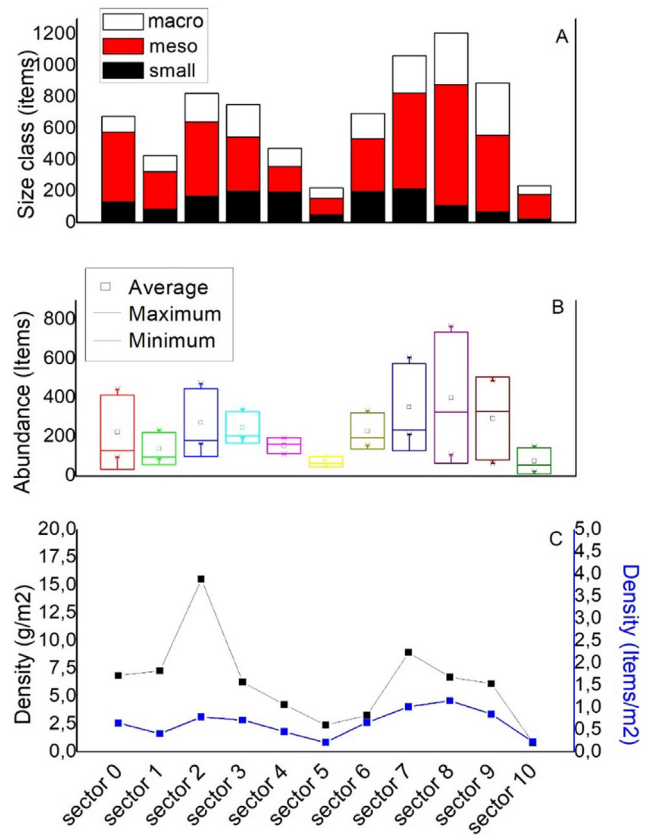 macro
meso
small
A
Size class (items)
1200
1000
800
600
400
200
0
Average
Maximum
Minimum
B
Abundance (Items)
800
600
400
200
0
C
Density (g/m2)
20,0
17,5
15,0
12,5
10,0
7,5
5,0
2,5
0,0
5,0
4,5
4,0
3,5
3,0
2,5
2,0
1,5
1,0
0,5
0,0
Density (Items/m2)
sector 0
sector 1
sector 2
sector 3
sector 4
sector 5
sector 6
sector 7
sector 8
sector 9
sector 10